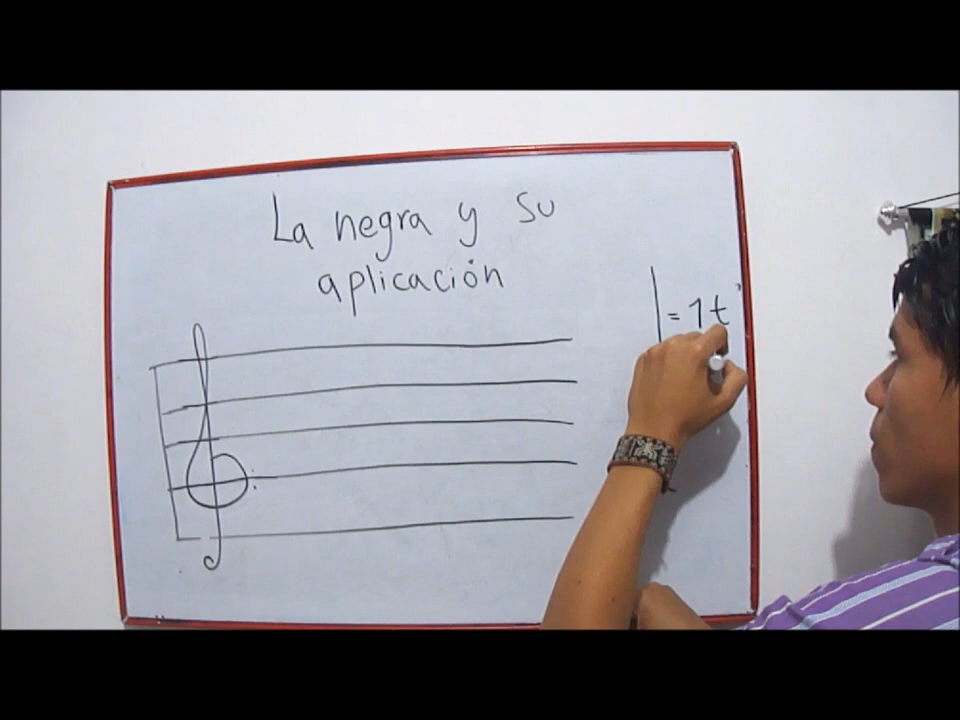 La negra y su
aplicación
= 1t